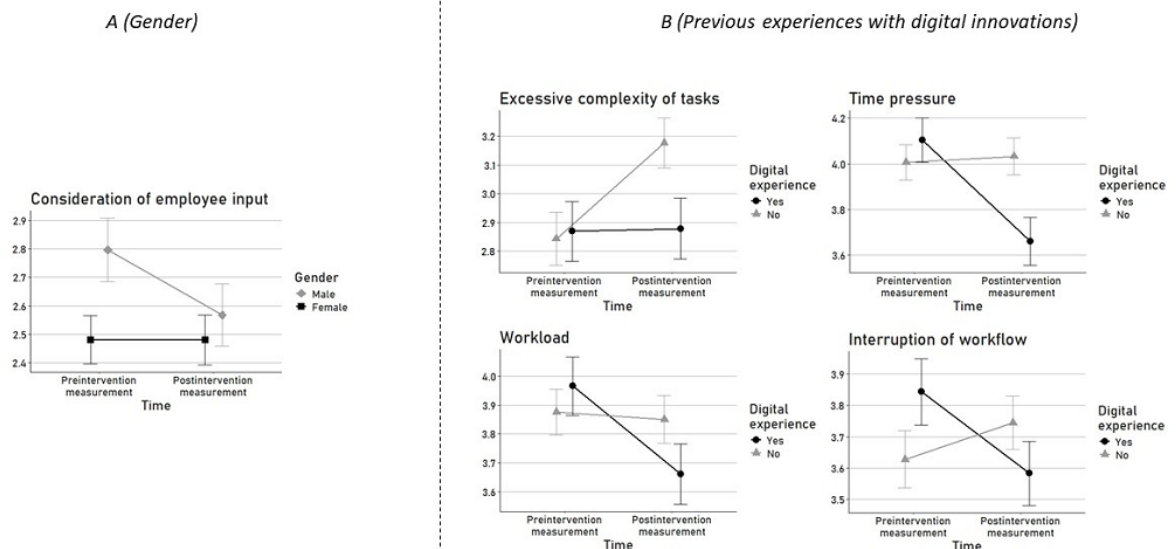 A (Gender)
Consideration of employee input
2.9
2.8
2.7
2.6
2.5
2.4
Preintervention
measurement
Postintervention
measurement
Time
Gender
Male
Female
B (Previous experiences with digital innovations)
Excessive complexity of tasks
3.2
3.1
3.0
2.9
2.8
Preintervention
measurement
Postintervention
measurement
Time
Digital
experience
Yes
No
Time pressure
4.2
4.0
3.8
3.6
Preintervention
measurement
Postintervention
measurement
Time
Digital
experience
Yes
No
Workload
4.0
3.9
3.8
3.7
3.6
Preintervention
measurement
Postintervention
measurement
Time
Digital
experience
Yes
No
Interruption of workflow
3.9
3.8
3.7
3.6
3.5
Preintervention
measurement
Postintervention
measurement
Time
Digital
experience
Yes
No